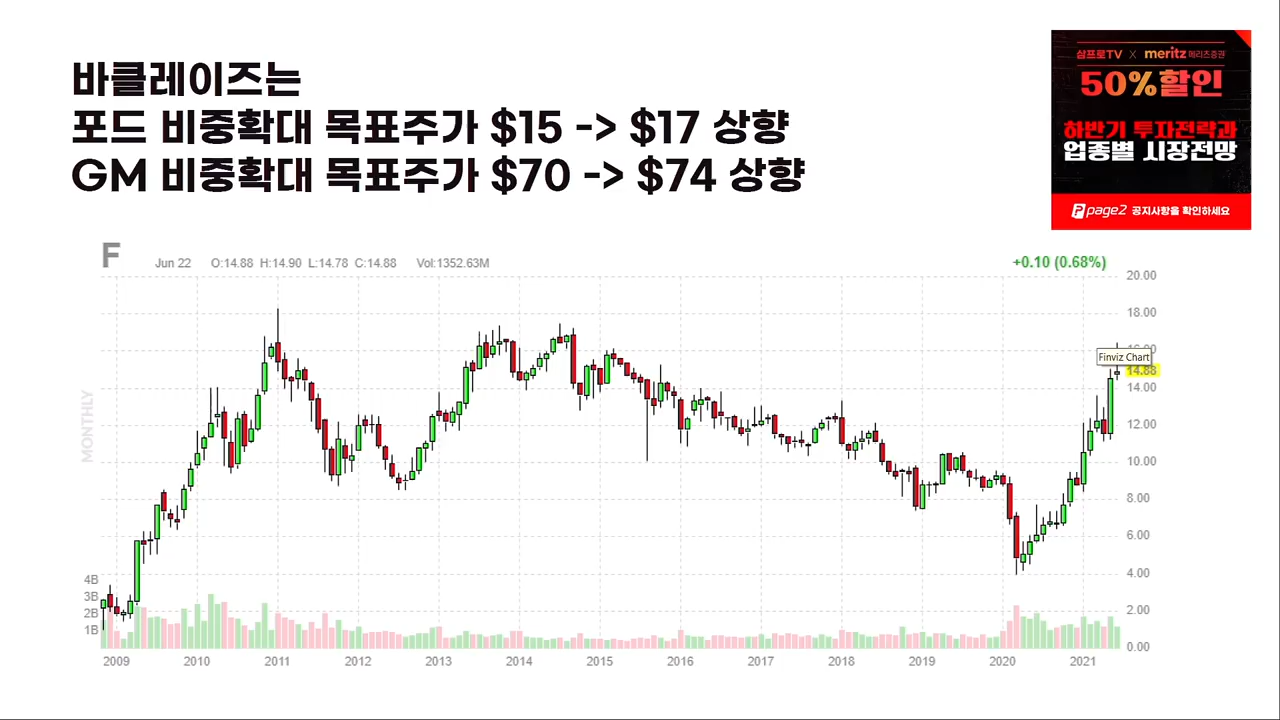 바클레이즈는
포드 비중확대 목표주가 $15 -> $17 상향
GM 비중확대 목표주가 $70 -> $74 상향
삼프로TV X meritz 메리츠증권
50%할인
하반기 투자전략과
업종별 시장전망
page2 공지사항을 확인하세요
F Jun 22 O:14.88 H:14.90 L:14.78 C:14.88 Vol:1352.63M +0.10 (0.68%)
MONTHLY
20.00
18.00
16.00
Finviz Chart
14.88
14.00
12.00
10.00
8.00
6.00
4.00
2.00
0.00
4B
3B
2B
1B
2009 2010 2011 2012 2013 2014 2015 2016 2017 2018 2019 2020 2021